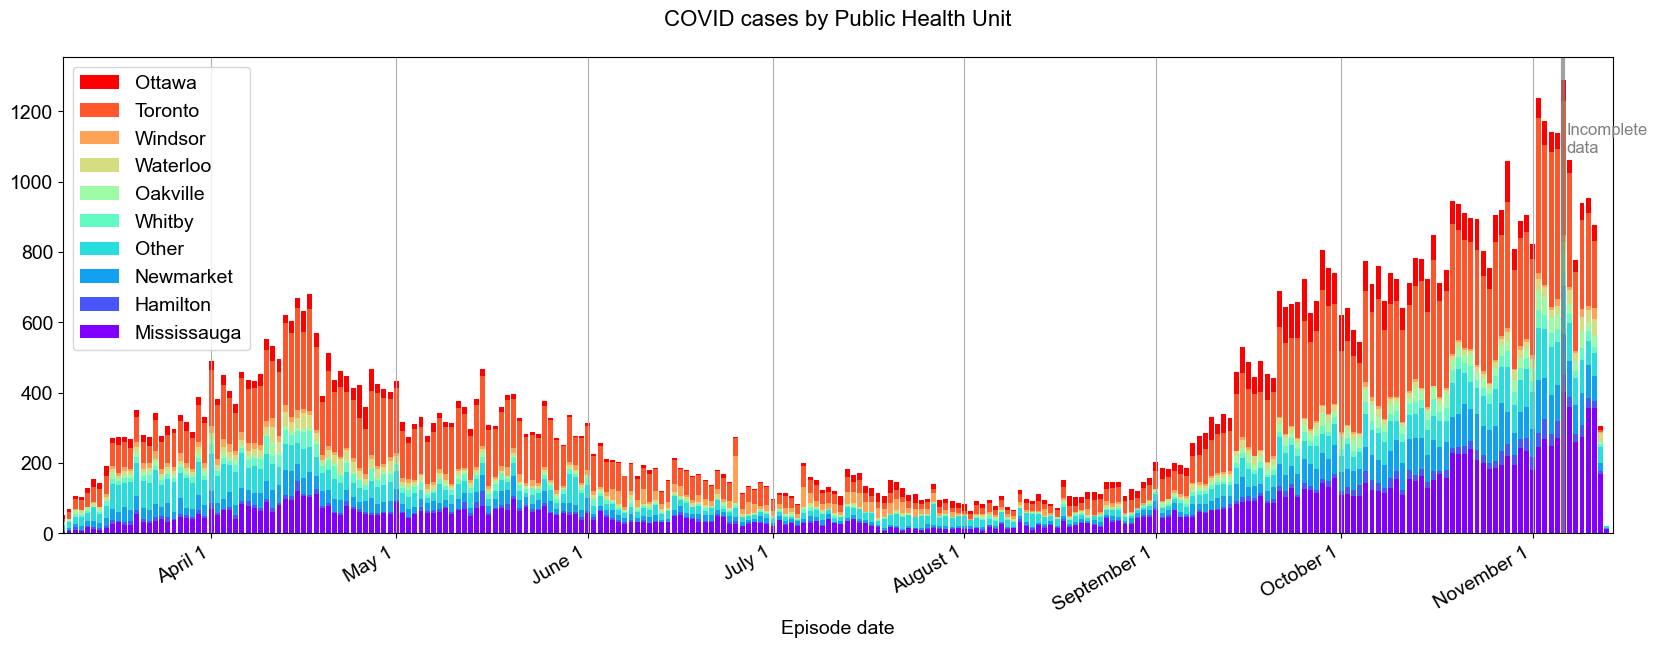 COVID cases by Public Health Unit
Ottawa
Toronto
Windsor
Waterloo
Oakville
Whitby
Other
Newmarket
Hamilton
Mississauga
Incomplete
data
1200
1000
800
600
400
200
0
April 1
May 1
June 1
July 1
August 1
September 1
October 1
November 1
Episode date